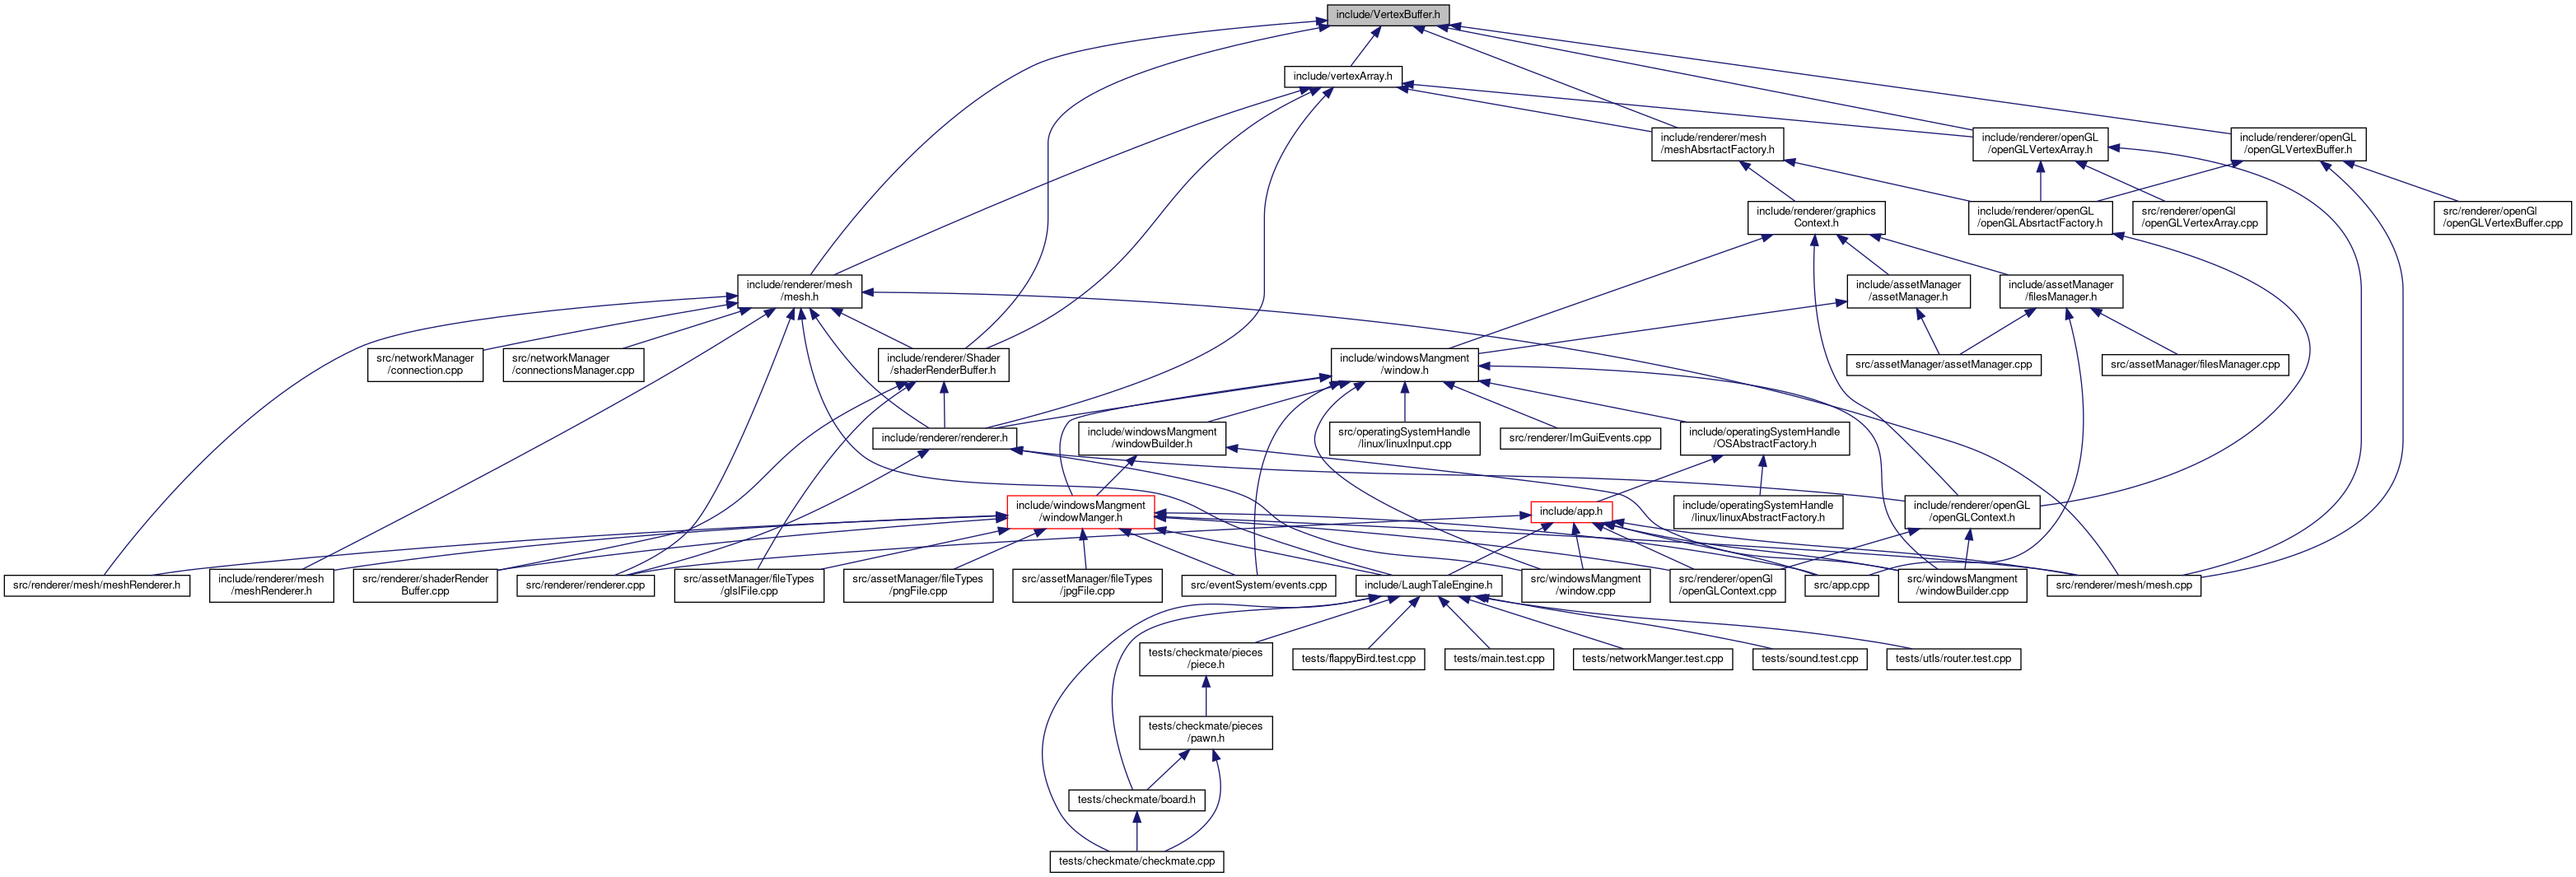 include/VertexBuffer.h
include/vertexArray.h
include/renderer/mesh
/meshAbsrtactFactory.h
include/renderer/openGL
/openGLVertexArray.h
include/renderer/openGL
/openGLVertexBuffer.h
include/renderer/graphics
Context.h
include/renderer/openGL
/openGLAbsrtactFactory.h
src/renderer/openGl
/openGLVertexArray.cpp
src/renderer/openGl
/openGLVertexBuffer.cpp
include/renderer/mesh
/mesh.h
include/assetManager
/assetManager.h
include/assetManager
/filesManager.h
src/networkManager
/connection.cpp
src/networkManager
/connectionsManager.cpp
include/renderer/Shader
/shaderRenderBuffer.h
include/windowsMangment
/window.h
src/assetManager/assetManager.cpp
src/assetManager/filesManager.cpp
include/renderer/renderer.h
include/windowsMangment
/windowBuilder.h
src/operatingSystemHandle
/linux/linuxInput.cpp
src/renderer/ImGuiEvents.cpp
include/operatingSystemHandle
/OSAbstractFactory.h
include/windowsMangment
/windowManger.h
include/app.h
include/operatingSystemHandle
/linux/linuxAbstractFactory.h
include/renderer/openGL
/openGLContext.h
src/renderer/mesh/meshRenderer.h
include/renderer/mesh
/meshRenderer.h
src/renderer/shaderRender
Buffer.cpp
src/renderer/renderer.cpp
src/assetManager/fileTypes
/glslFile.cpp
src/assetManager/fileTypes
/pngFile.cpp
src/assetManager/fileTypes
/jpgFile.cpp
src/eventSystem/events.cpp
include/LaughTaleEngine.h
src/windowsMangment
/window.cpp
src/renderer/openGl
/openGLContext.cpp
src/app.cpp
src/windowsMangment
/windowBuilder.cpp
src/renderer/mesh/mesh.cpp
tests/checkmate/pieces
/piece.h
tests/flappyBird.test.cpp
tests/main.test.cpp
tests/networkManger.test.cpp
tests/sound.test.cpp
tests/utls/router.test.cpp
tests/checkmate/pieces
/pawn.h
tests/checkmate/board.h
tests/checkmate/checkmate.cpp